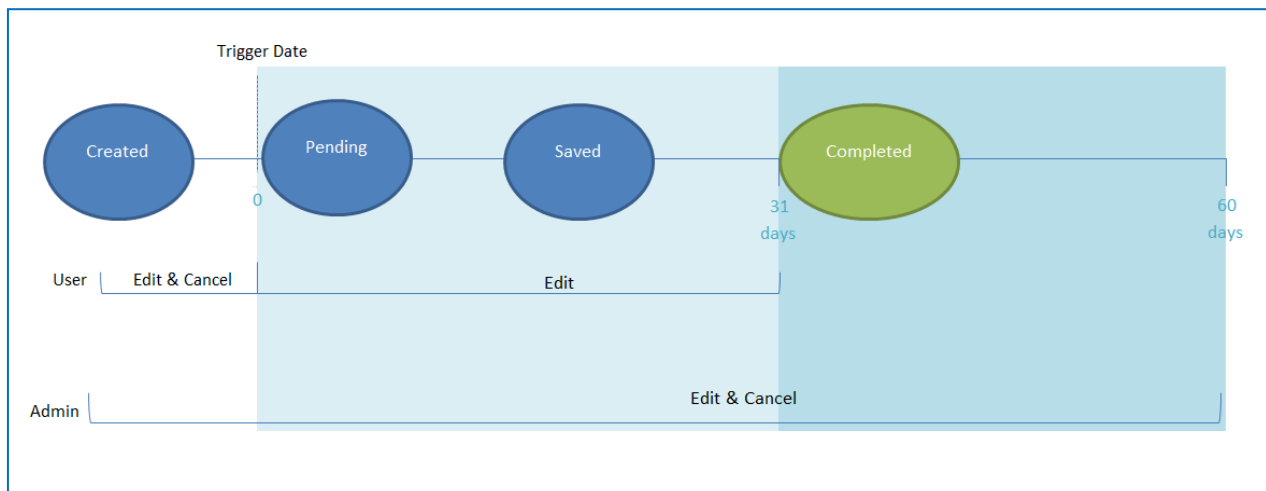 Trigger Date
Created
Pending
Saved
Completed
0
31
days
60
days
User
Edit & Cancel
Edit
Admin
Edit & Cancel